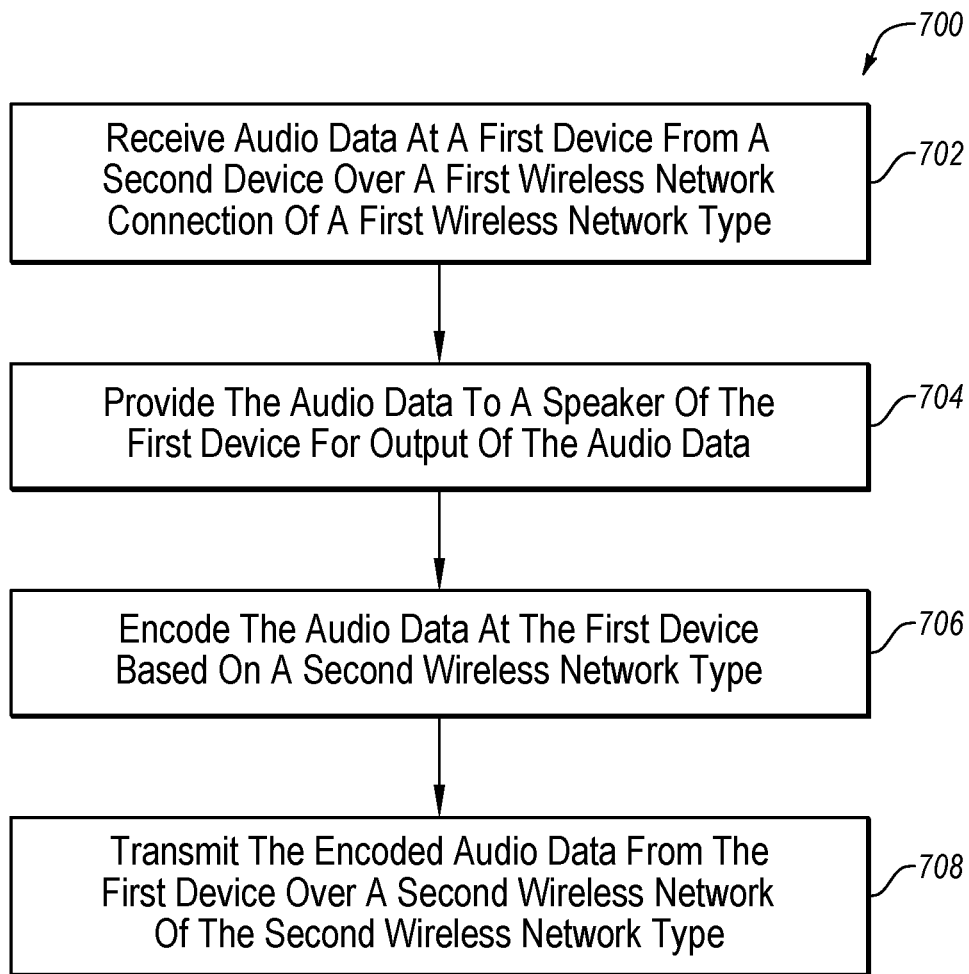 700
Receive Audio Data At A First Device From A
Second Device Over A First Wireless Network
Connection Of A First Wireless Network Type
702
Provide The Audio Data To A Speaker Of The
First Device For Output Of The Audio Data
704
Encode The Audio Data At The First Device
Based On A Second Wireless Network Type
706
Transmit The Encoded Audio Data From The
First Device Over A Second Wireless Network
Of The Second Wireless Network Type
708